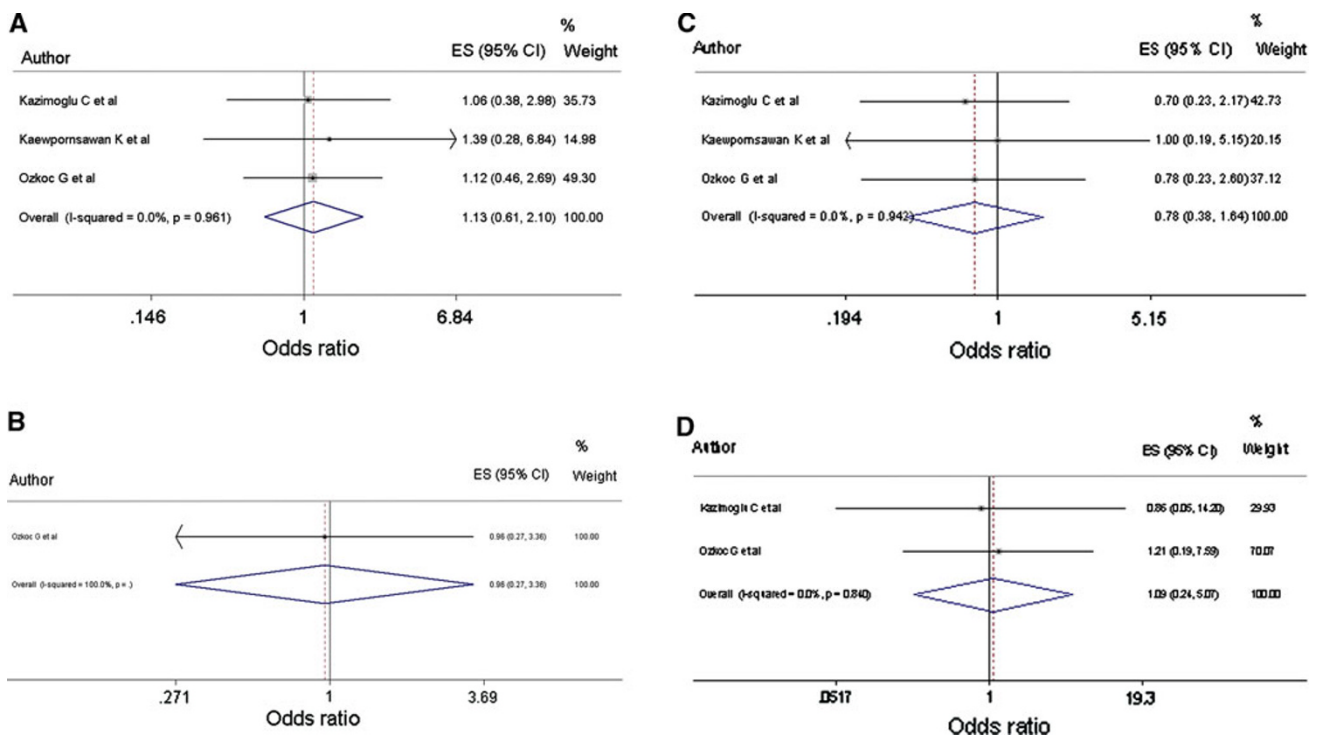 A
%
Author ES (95% CI) Weight
Kazimoglu C et al 1.06 (0.38, 2.98) 35.73
Kaewpornsawan K et al 1.39 (0.28, 6.84) 14.98
Ozkoc G et al 1.12 (0.46, 2.69) 49.30
Overall (I-squared = 0.0%, p = 0.961) 1.13 (0.61, 2.10) 100.00
.146 1 6.84
Odds ratio
C
%
Author ES (95% CI) Weight
Kazimoglu C et al 0.70 (0.23, 2.17) 42.73
Kaewpornsawan K et al 1.00 (0.19, 5.15) 20.15
Ozkoc G et al 0.78 (0.23, 2.60) 37.12
Overall (I-squared = 0.0%, p = 0.942) 0.78 (0.38, 1.64) 100.00
.194 1 5.15
Odds ratio
B
%
Author ES (95% CI) Weight
Ozkoc G et al 0.96 (0.27, 3.36) 100.00
Overall (I-squared = 100.0%, p = .) 0.96 (0.27, 3.36) 100.00
.271 1 3.69
Odds ratio
D
%
Author ES (95% CI) Weight
Kazimoglu C et al 0.86 (0.05, 14.20) 29.93
Ozkoc G et al 1.21 (0.19, 7.59) 70.07
Overall (I-squared = 0.0%, p = 0.840) 1.09 (0.24, 5.07) 100.00
.0517 1 19.3
Odds ratio